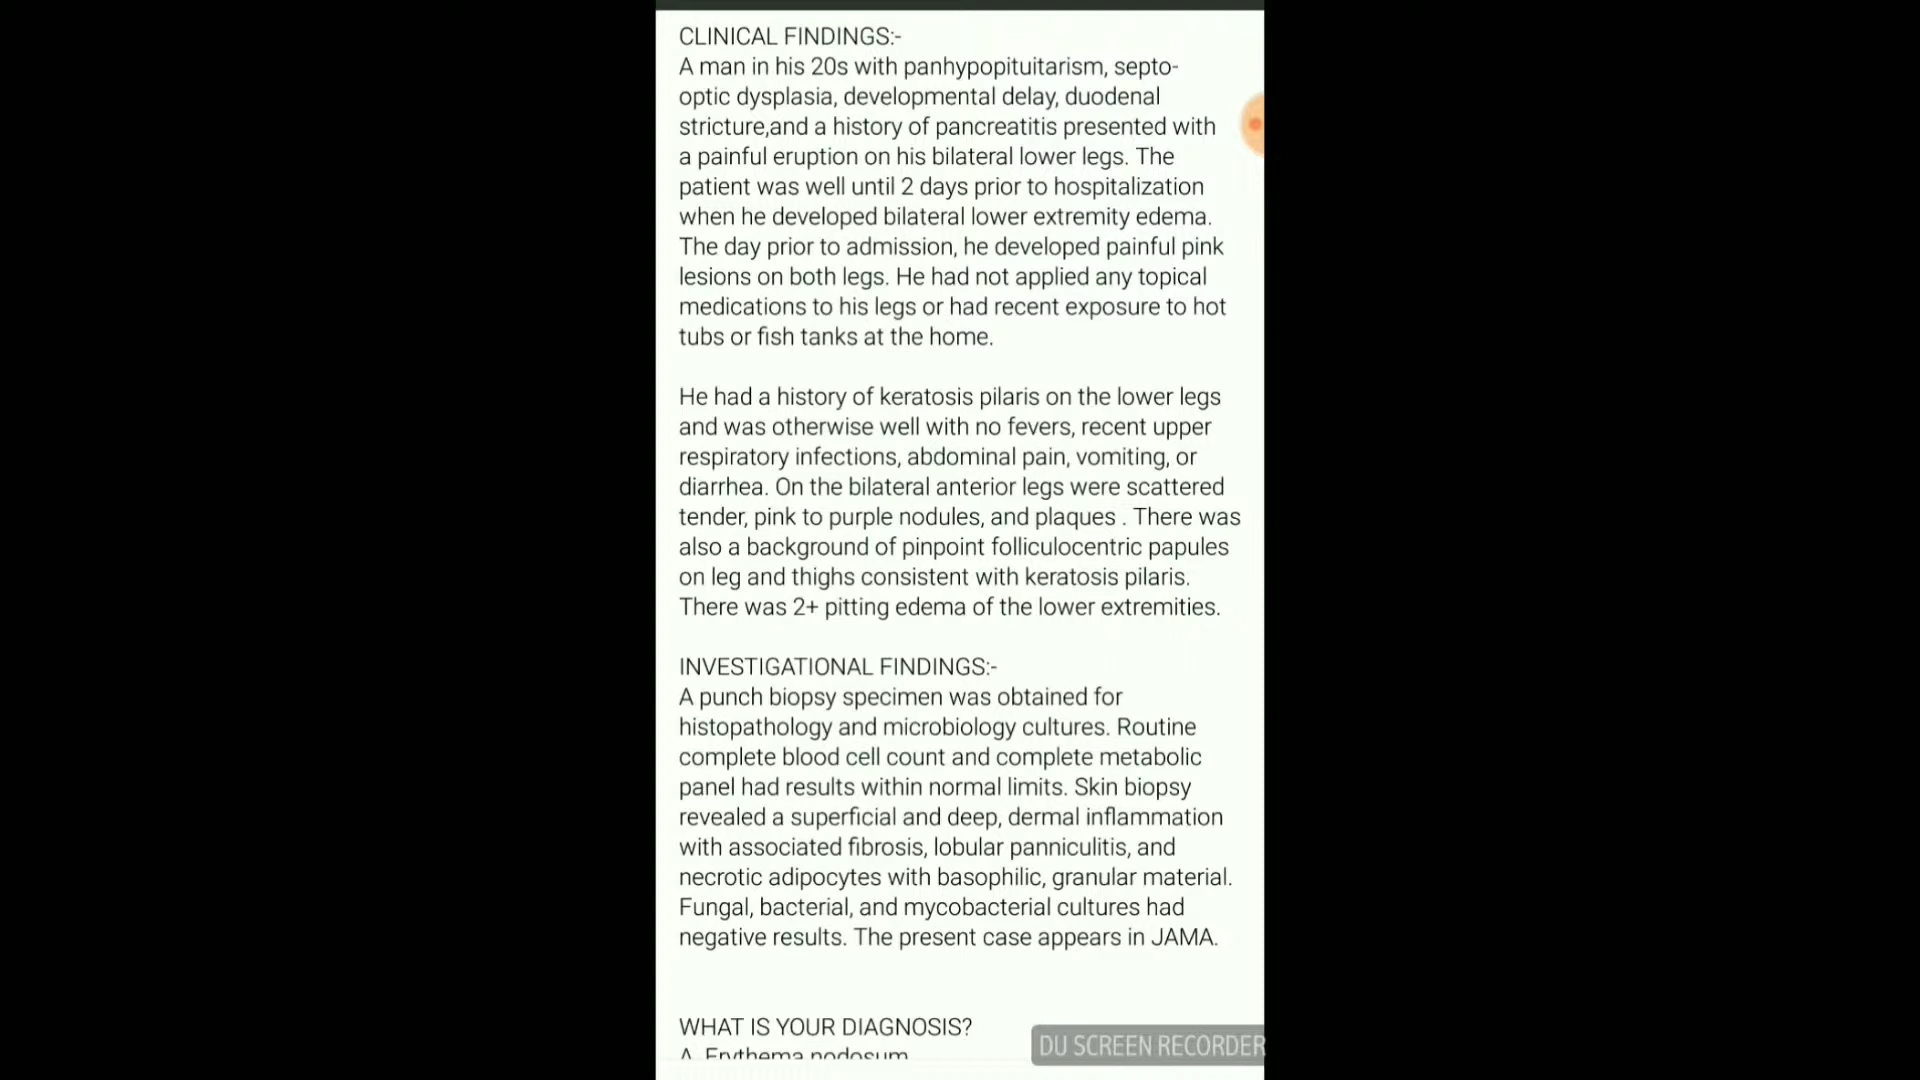 CLINICAL FINDINGS:-
A man in his 20s with panhypopituitarism, septo-
optic dysplasia, developmental delay, duodenal
stricture,and a history of pancreatitis presented with
a painful eruption on his bilateral lower legs. The
patient was well until 2 days prior to hospitalization
when he developed bilateral lower extremity edema.
The day prior to admission, he developed painful pink
lesions on both legs. He had not applied any topical
medications to his legs or had recent exposure to hot
tubs or fish tanks at the home.
He had a history of keratosis pilaris on the lower legs
and was otherwise well with no fevers, recent upper
respiratory infections, abdominal pain, vomiting, or
diarrhea. On the bilateral anterior legs were scattered
tender, pink to purple nodules, and plaques . There was
also a background of pinpoint folliculocentric papules
on leg and thighs consistent with keratosis pilaris.
There was 2+ pitting edema of the lower extremities.
INVESTIGATIONAL FINDINGS:-
A punch biopsy specimen was obtained for
histopathology and microbiology cultures. Routine
complete blood cell count and complete metabolic
panel had results within normal limits. Skin biopsy
revealed a superficial and deep, dermal inflammation
with associated fibrosis, lobular panniculitis, and
necrotic adipocytes with basophilic, granular material.
Fungal, bacterial, and mycobacterial cultures had
negative results. The present case appears in JAMA.
WHAT IS YOUR DIAGNOSIS?
A. Erythema nodosum
DU SCREEN RECORDER